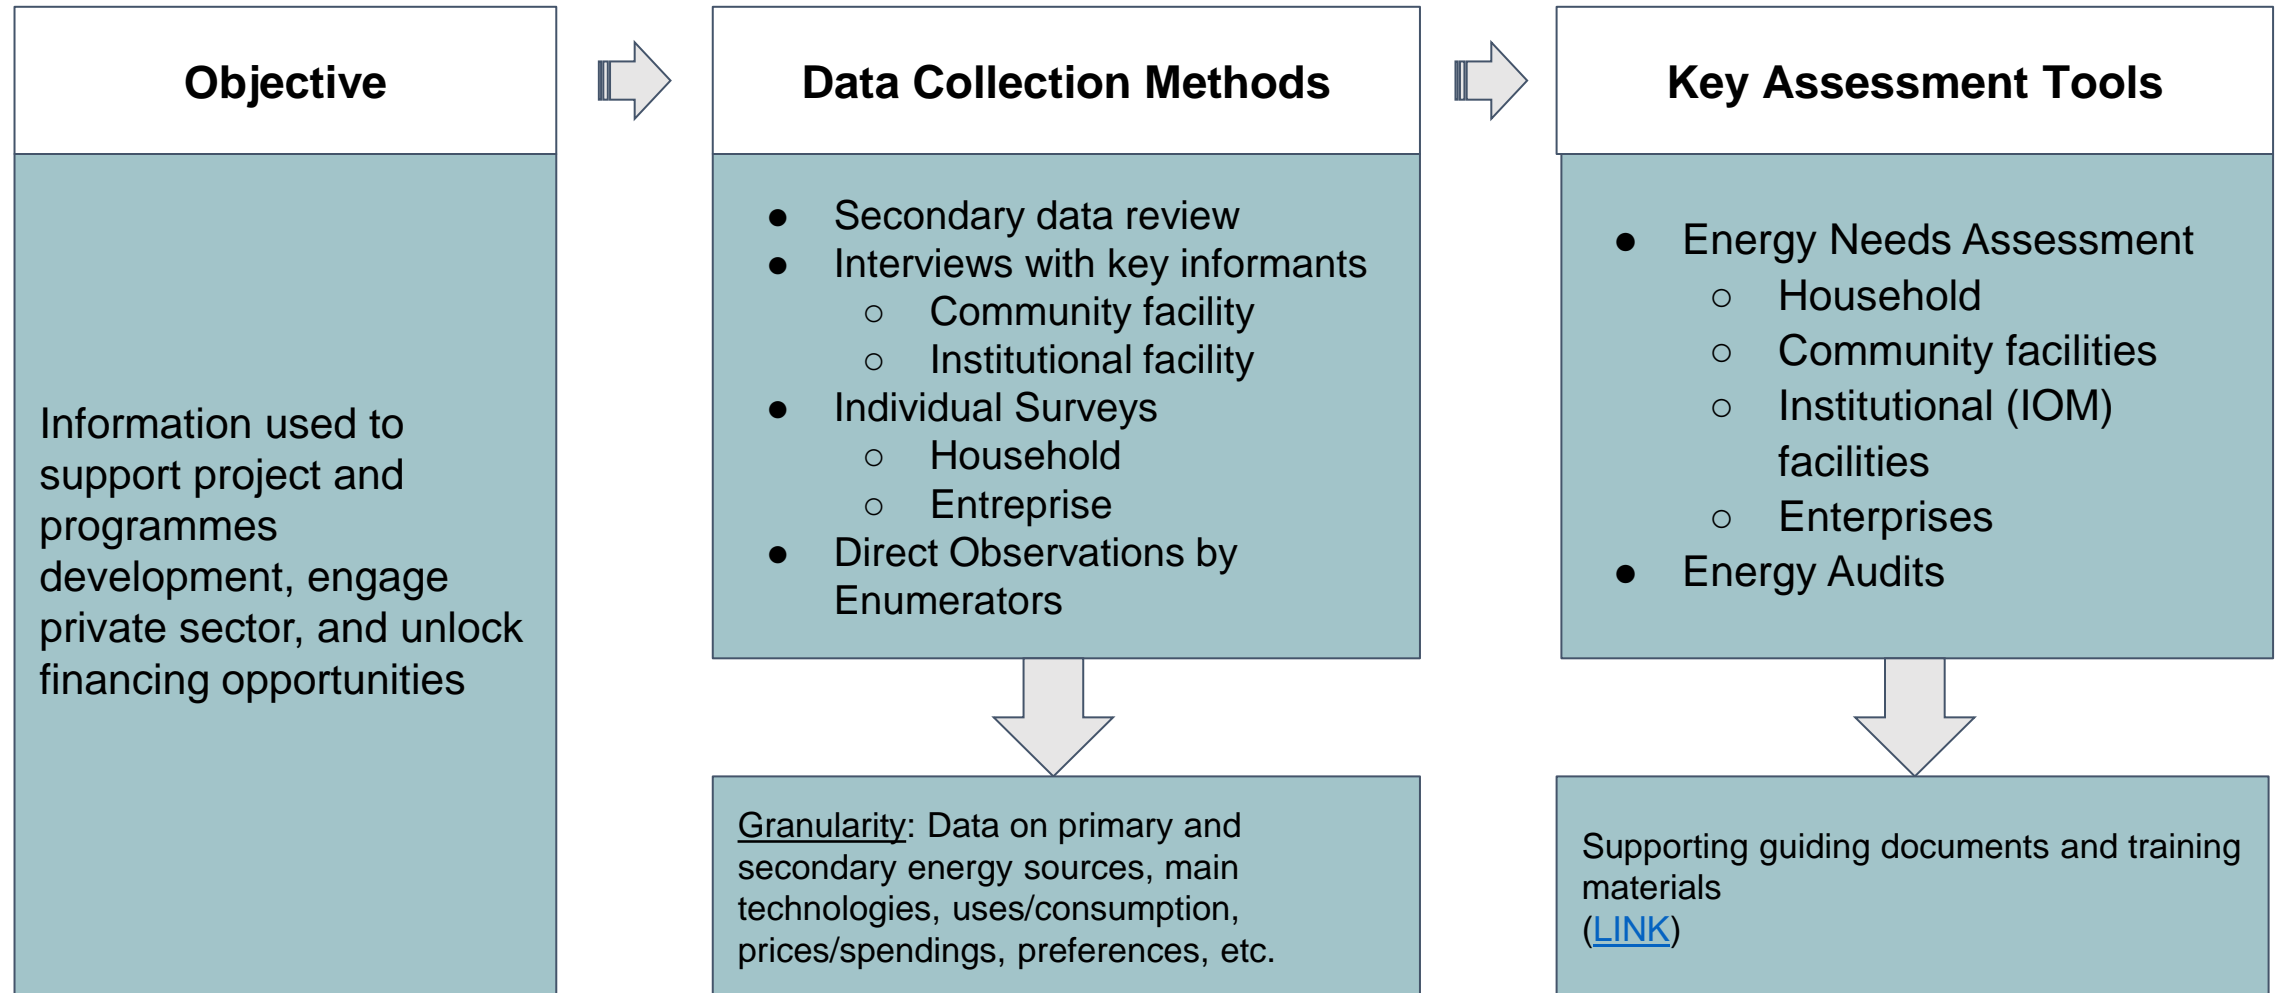 Objective
Information used to
support project and
programmes
development, engage
private sector, and unlock
financing opportunities
Data Collection Methods
● Secondary data review
● Interviews with key informants
○ Community facility
○ Institutional facility
● Individual Surveys
○ Household
○ Entreprise
● Direct Observations by
Enumerators
Granularity: Data on primary and
secondary energy sources, main
technologies, uses/consumption,
prices/spendings, preferences, etc.
Key Assessment Tools
● Energy Needs Assessment
○ Household
○ Community facilities
○ Institutional (IOM)
facilities
○ Enterprises
● Energy Audits
Supporting guiding documents and training
materials
(LINK)